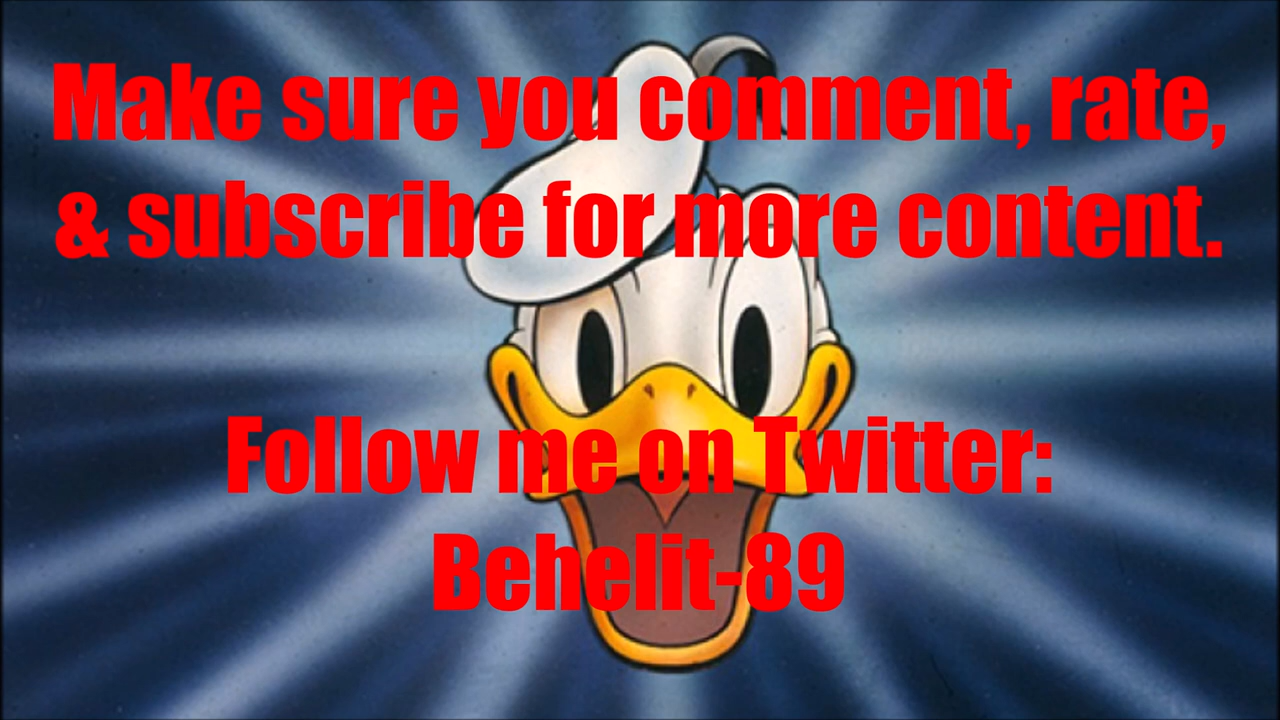 Make sure you comment, rate,
& subscribe for more content.
Follow me on Twitter:
Behelit-89